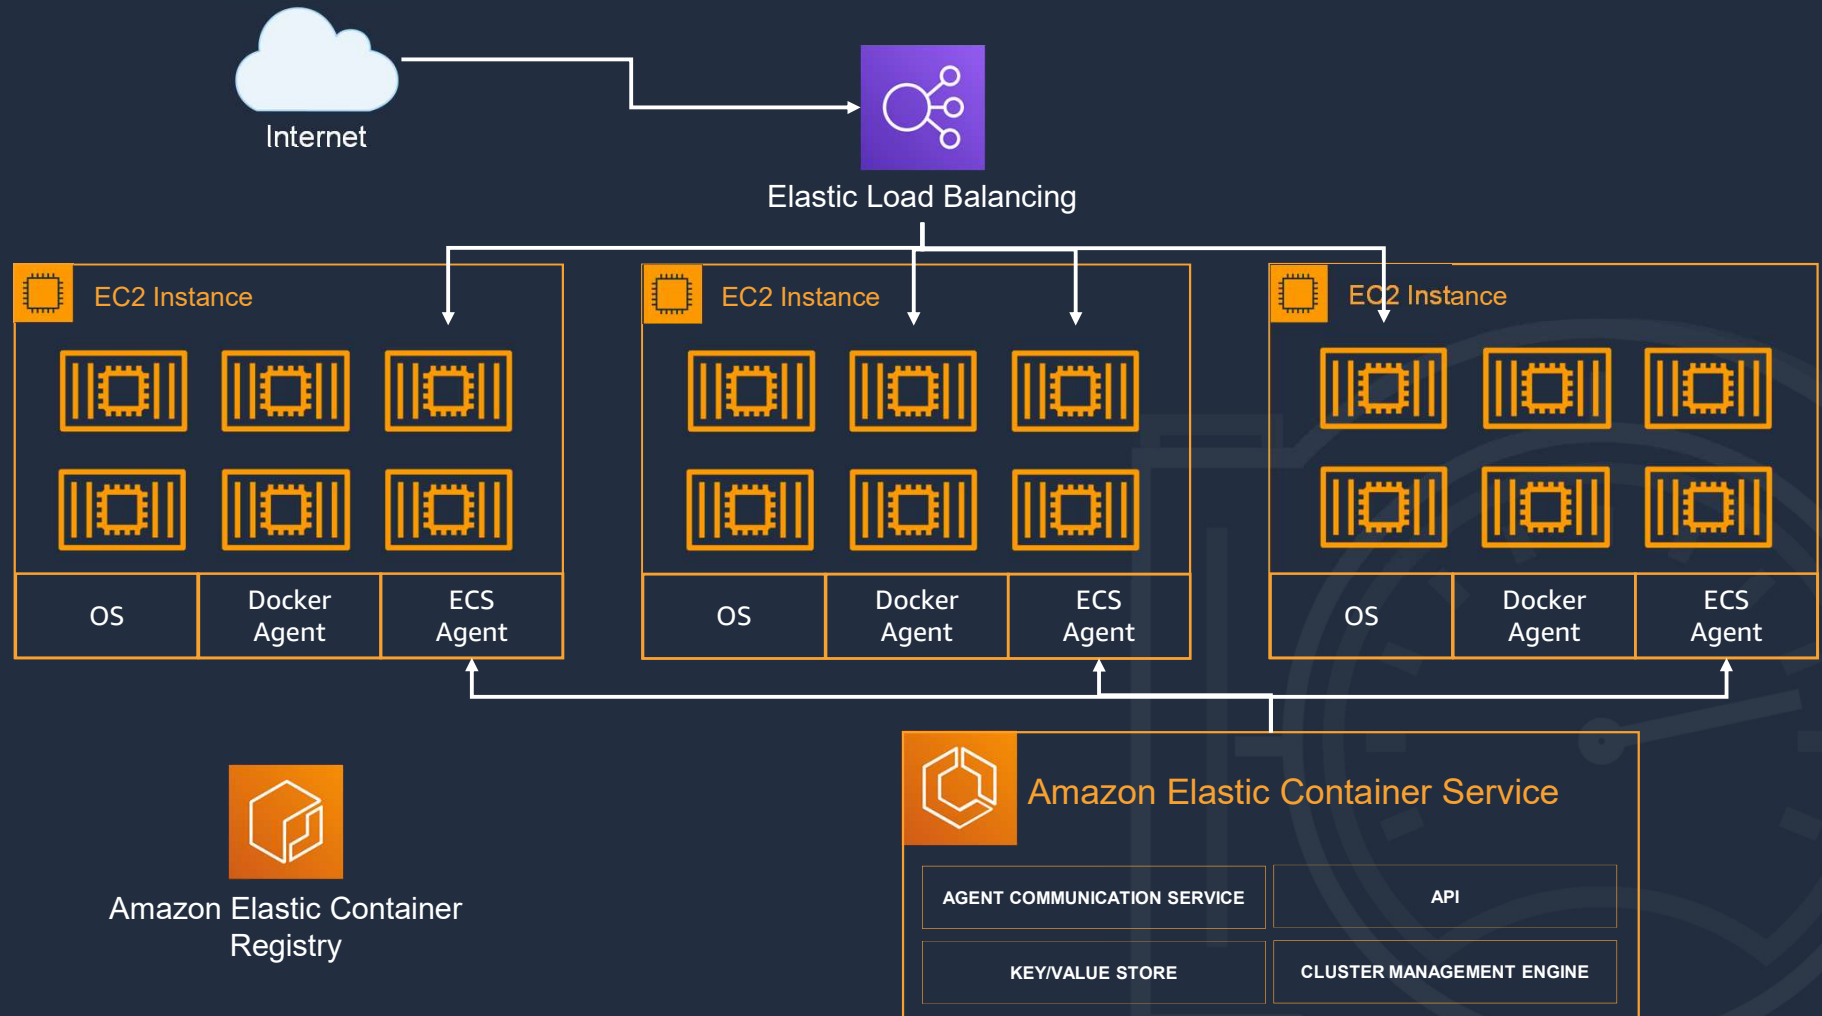 Internet
Elastic Load Balancing
EC2 Instance
EC2 Instance
EC2 Instance
OS
Docker
Agent
ECS
Agent
OS
Docker
Agent
ECS
Agent
OS
Docker
Agent
ECS
Agent
Amazon Elastic Container
Registry
Amazon Elastic Container Service
AGENT COMMUNICATION SERVICE
API
KEY/VALUE STORE
CLUSTER MANAGEMENT ENGINE